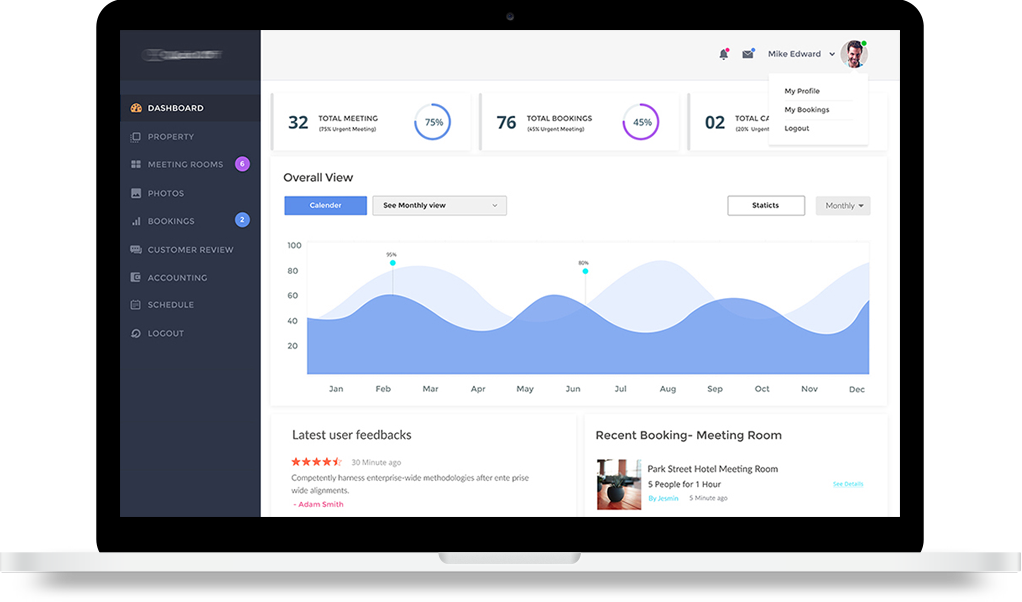 Mike Edward
My Profile
My Bookings
Logout
DASHBOARD
PROPERTY
MEETING ROOMS 6
PHOTOS
BOOKINGS 2
CUSTOMER REVIEW
ACCOUNTING
SCHEDULE
LOGOUT
32
TOTAL MEETING
(75% Urgent Meeting)
75%
76
TOTAL BOOKINGS
(45% Urgent Meeting)
45%
02
TOTAL CA
(20% Urgent
Overall View
Calender
See Monthly view
Staticts
Monthly
100
80
60
40
20
95%
80%
Jan Feb Mar Apr May Jun Jul Aug Sep Oct Nov Dec
Latest user feedbacks
30 Minute ago
Competently harness enterprise-wide methodologies after ente prise
wide alignments.
- Adam Smith
Recent Booking- Meeting Room
Park Street Hotel Meeting Room
5 People for 1 Hour
By Jesmin 5 Minute ago
See Details